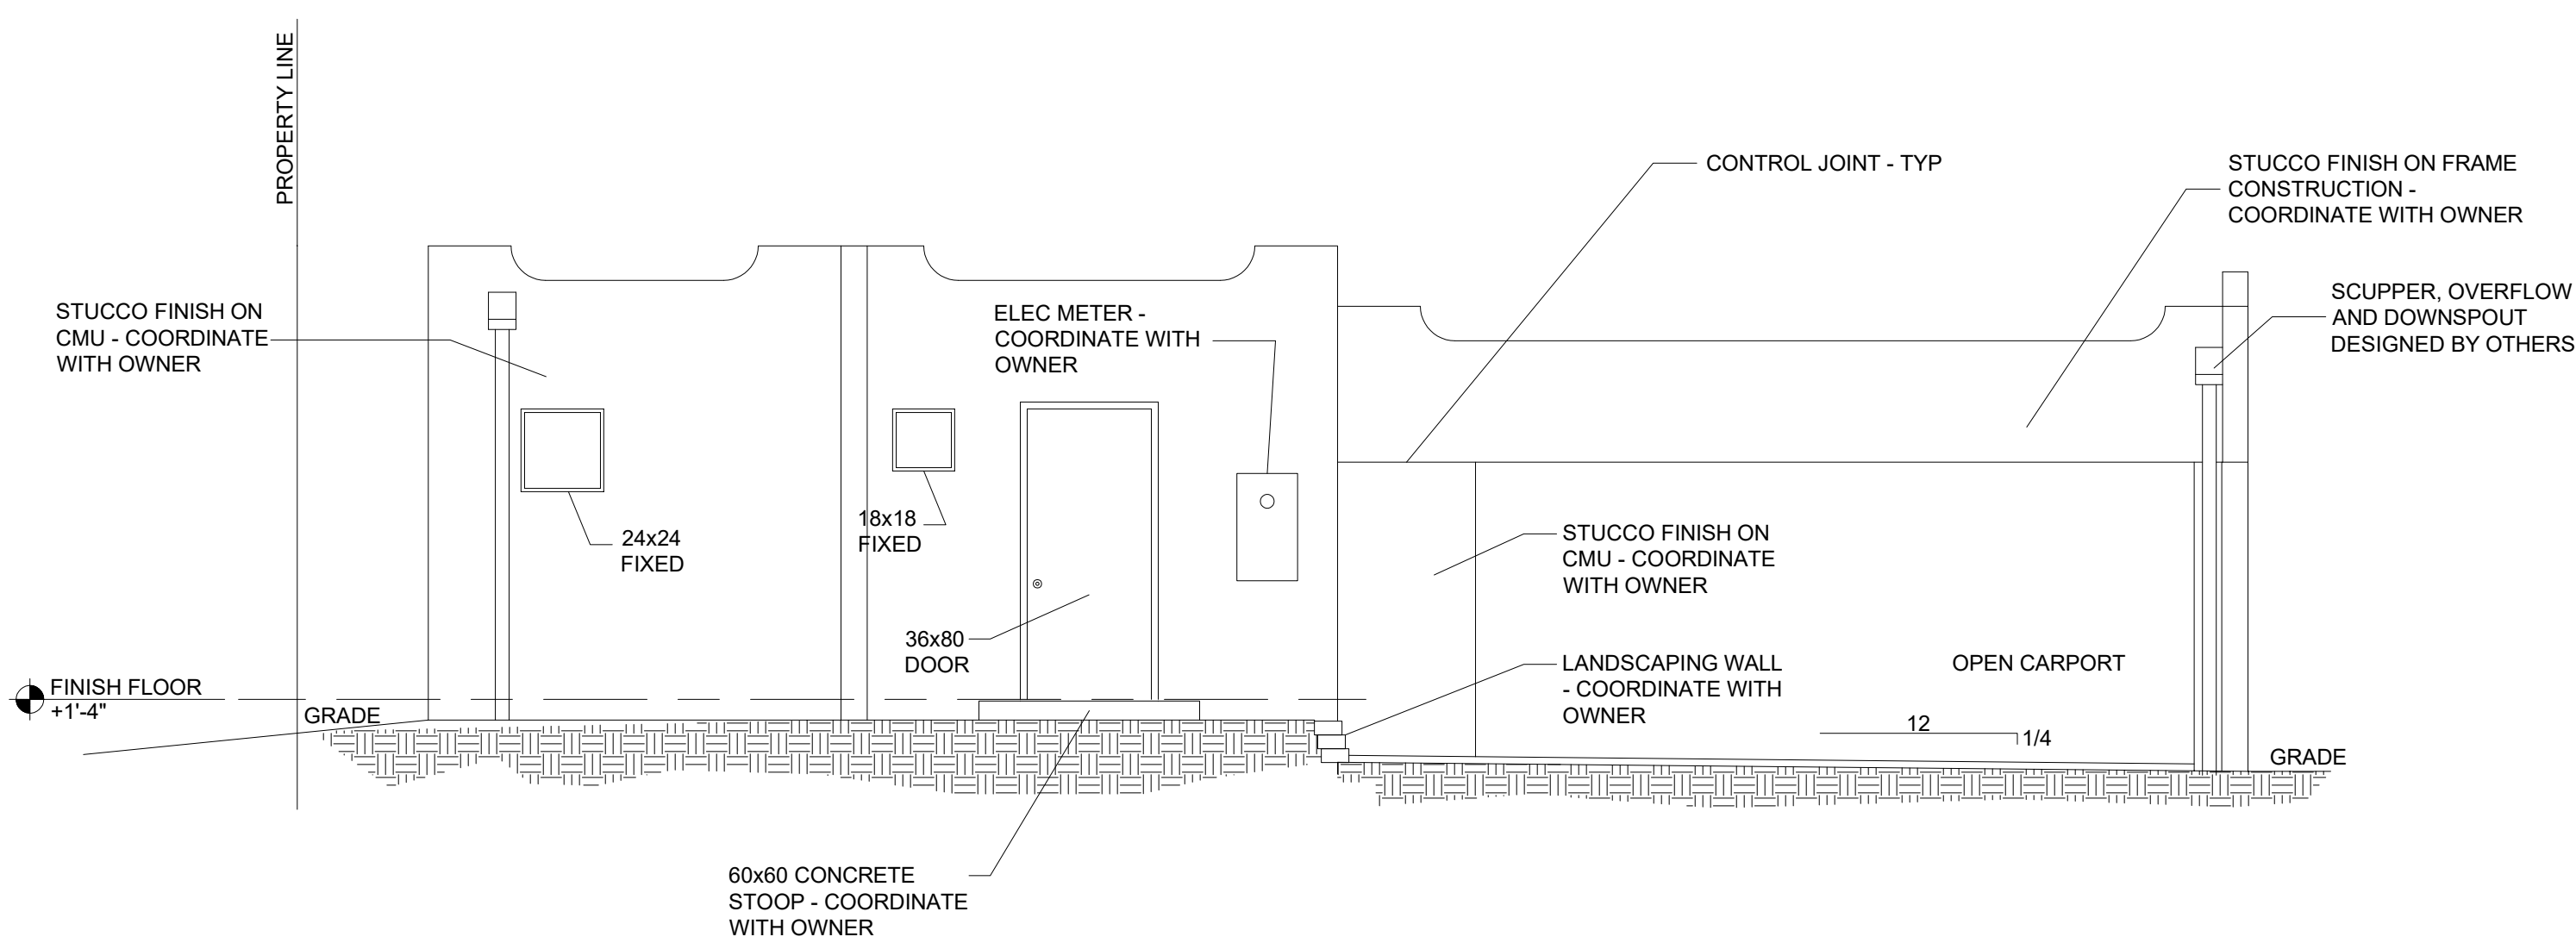 PROPERTY LINE
CONTROL JOINT - TYP
STUCCO FINISH ON FRAME
CONSTRUCTION -
COORDINATE WITH OWNER
STUCCO FINISH ON
CMU - COORDINATE
WITH OWNER
ELEC METER -
COORDINATE WITH
OWNER
SCUPPER, OVERFLOW
AND DOWNSPOUT
DESIGNED BY OTHERS
24x24
FIXED
18x18
FIXED
STUCCO FINISH ON
CMU - COORDINATE
WITH OWNER
36x80
DOOR
LANDSCAPING WALL
- COORDINATE WITH
OWNER
OPEN CARPORT
FINISH FLOOR
+1'-4"
GRADE
12
1/4
GRADE
60x60 CONCRETE
STOOP - COORDINATE
WITH OWNER